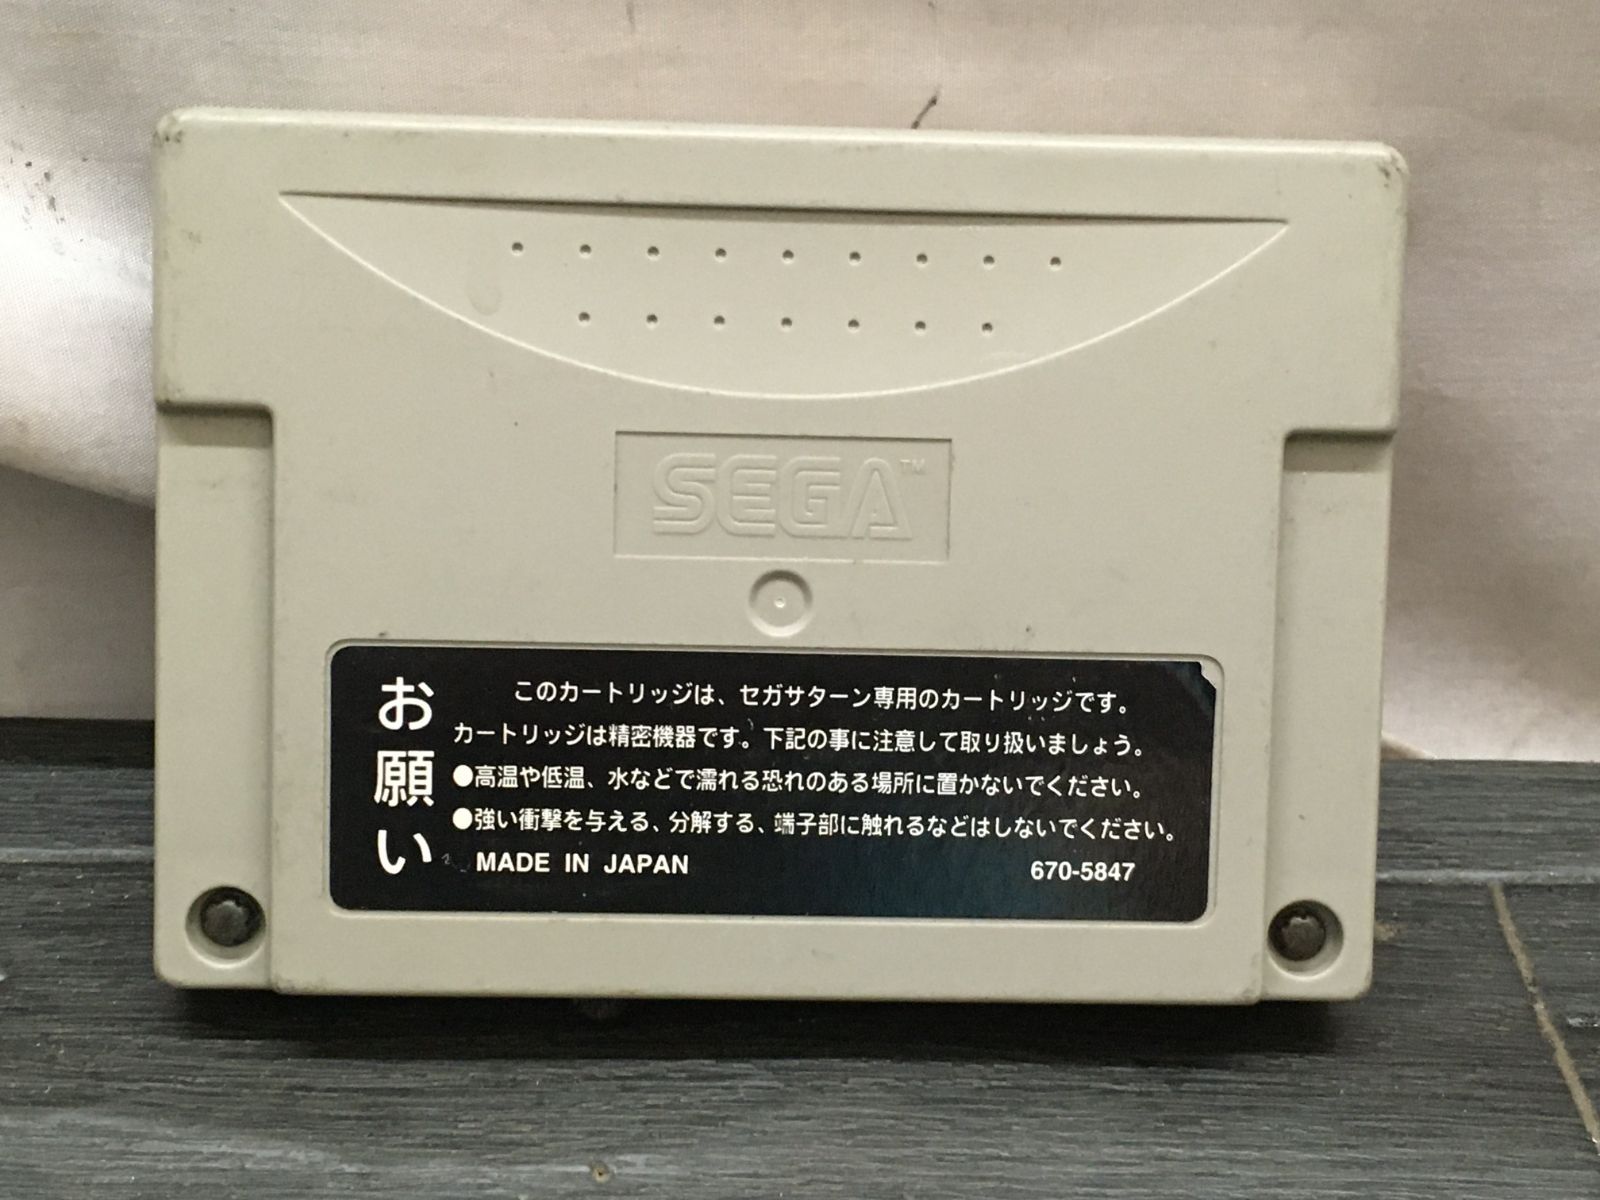 SEGA™
お願い
このカートリッジは、セガサターン専用のカートリッジです。
カートリッジは精密機器です。下記の事に注意して取り扱いましょう。
●高温や低温、水などで濡れる恐れのある場所に置かないでください。
●強い衝撃を与える、分解する、端子部に触れるなどはしないでください。
MADE IN JAPAN 670-5847